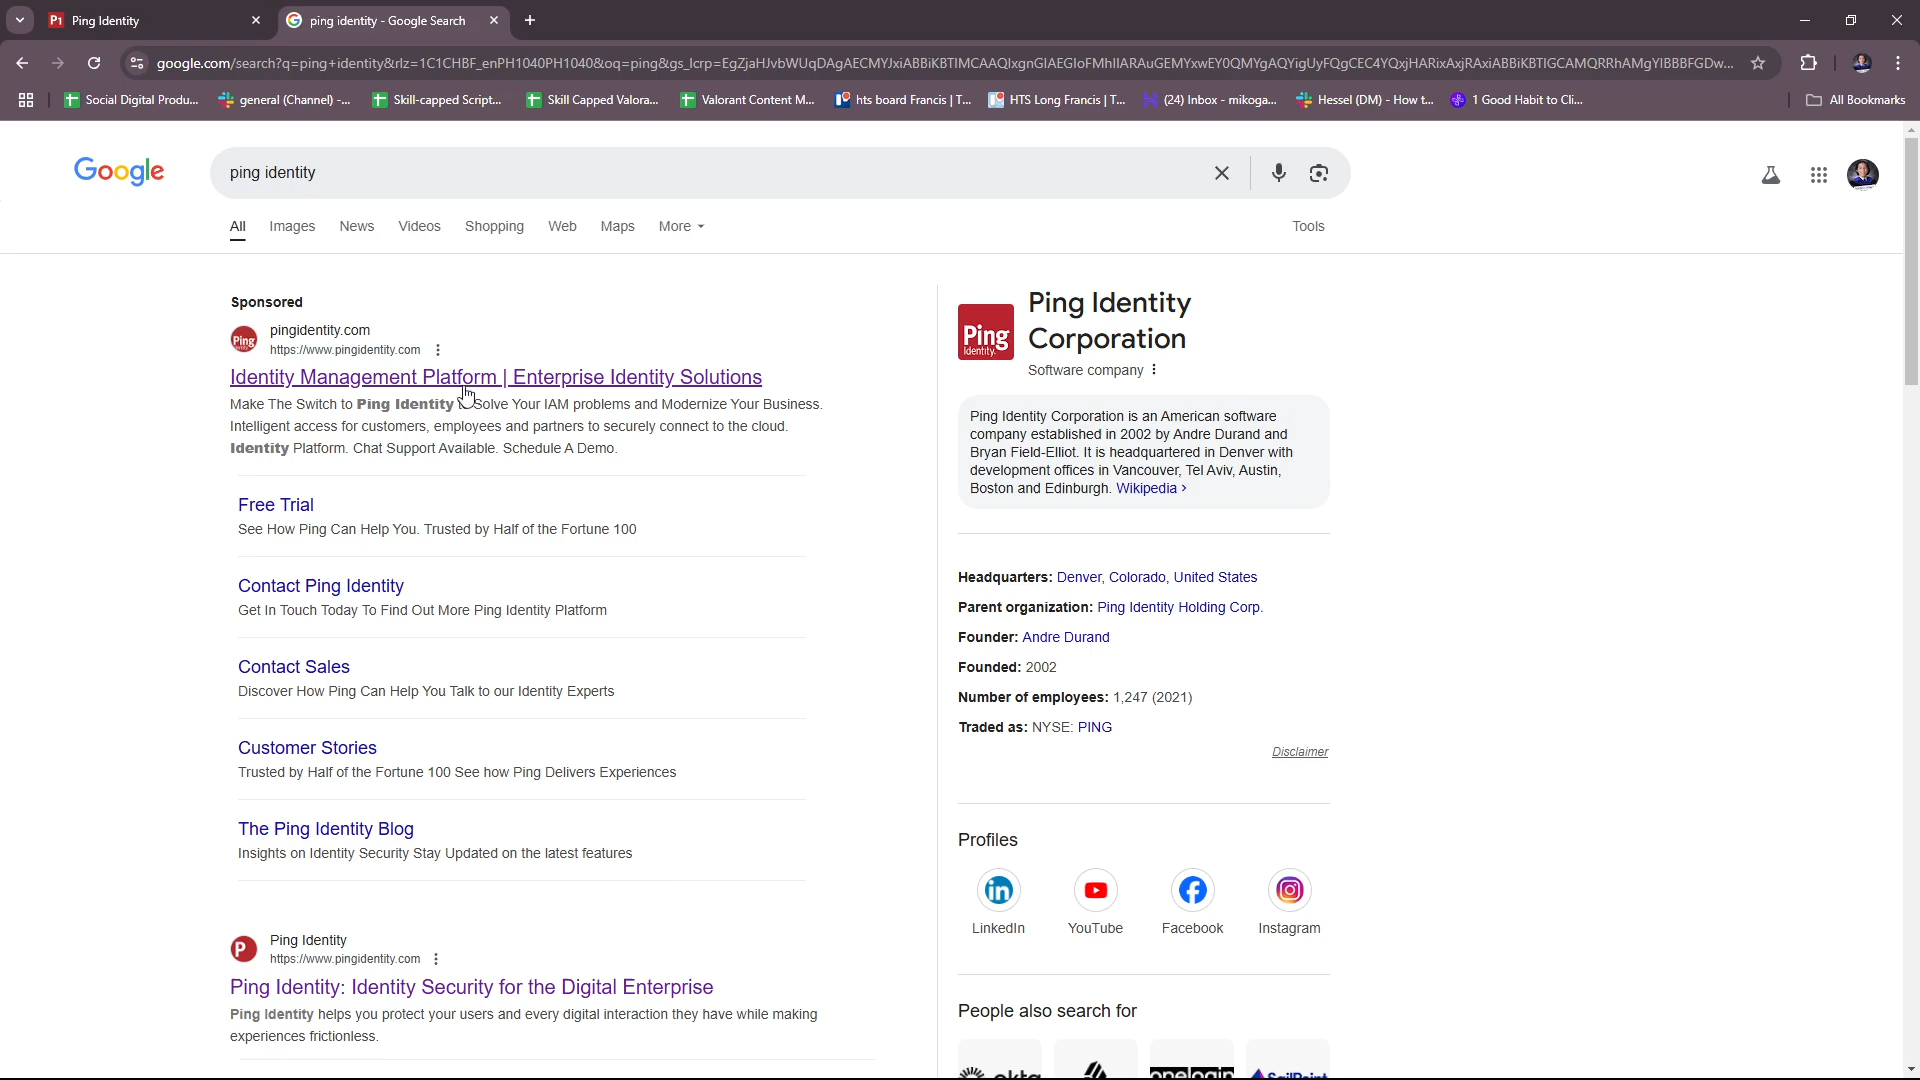 Ping Identity
ping identity - Google Search
google.com/search?q=ping+identity&rlz=1C1CHBF_enPH1040PH1040&oq=ping&gs_lcrp=
Social Digital Produ...
general (Channel) -...
Skill-capped Script...
Skill Capped Valora...
Valorant Content M...
hts board Francis | T...
HTS Long Francis | T...
(24) Inbox - mikoga...
Hessel (DM) - How t...
1 Good Habit to Cli...
All Bookmarks
Google
ping identity
All
Images
News
Videos
Shopping
Web
Maps
More
Tools
Sponsored
Ping
pingidentity.com
https://www.pingidentity.com
Identity Management Platform | Enterprise Identity Solutions
Make The Switch to Ping Identity Solve Your IAM problems and Modernize Your Business.
Intelligent access for customers, employees and partners to securely connect to the cloud.
Identity Platform. Chat Support Available. Schedule A Demo.
Free Trial
See How Ping Can Help You. Trusted by Half of the Fortune 100
Contact Ping Identity
Get In Touch Today To Find Out More Ping Identity Platform
Contact Sales
Discover How Ping Can Help You Talk to our Identity Experts
Customer Stories
Trusted by Half of the Fortune 100 See how Ping Delivers Experiences
The Ping Identity Blog
Insights on Identity Security Stay Updated on the latest features
Ping Identity
https://www.pingidentity.com
Ping Identity: Identity Security for the Digital Enterprise
Ping Identity helps you protect your users and every digital interaction they have while making
experiences frictionless.
Ping
Identity.
Ping Identity
Corporation
Software company
Ping Identity Corporation is an American software
company established in 2002 by Andre Durand and
Bryan Field-Elliot. It is headquartered in Denver with
development offices in Vancouver, Tel Aviv, Austin,
Boston and Edinburgh. Wikipedia ›
Headquarters: Denver, Colorado, United States
Parent organization: Ping Identity Holding Corp.
Founder: Andre Durand
Founded: 2002
Number of employees: 1,247 (2021)
Traded as: NYSE: PING
Disclaimer
Profiles
LinkedIn
YouTube
Facebook
Instagram
People also search for
okta
onelogin
SailPoint